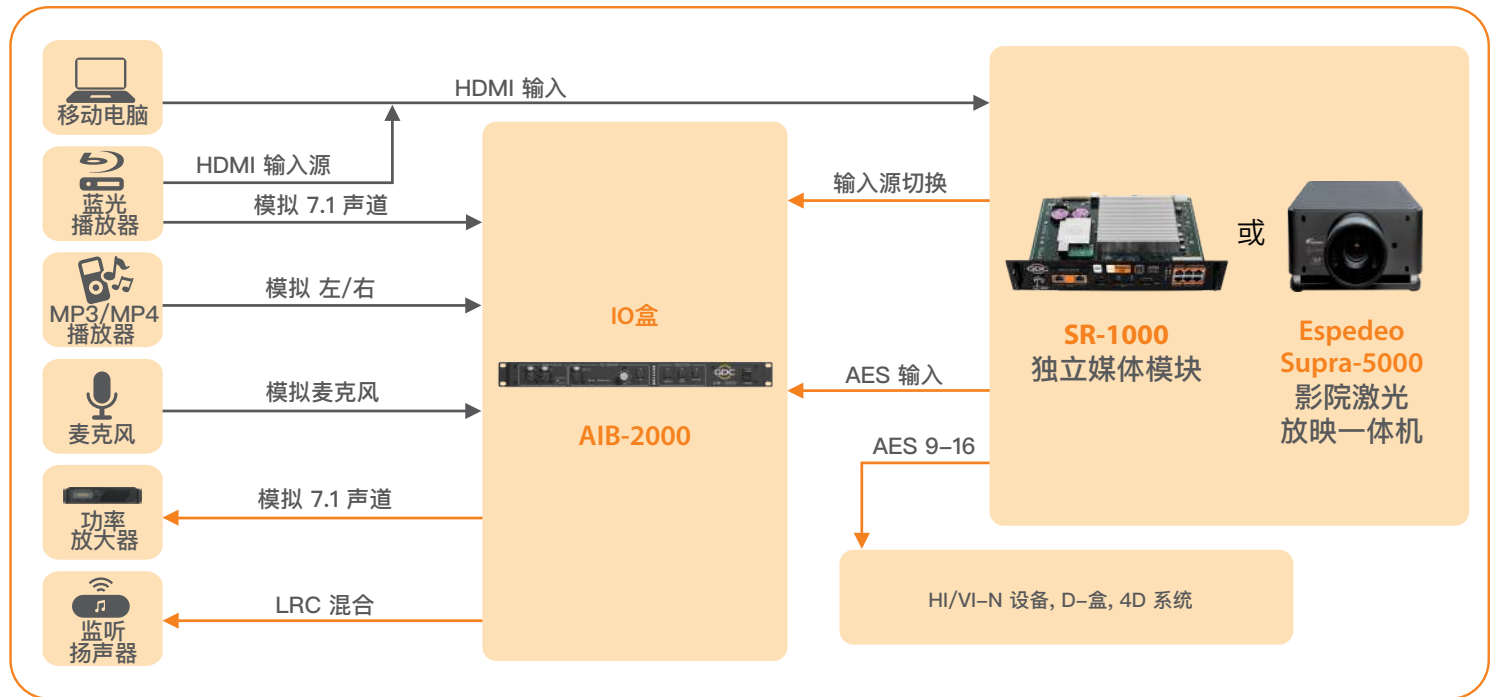 移动电脑
HDMI 输入
蓝光
播放器
HDMI 输入源
模拟 7.1 声道
MP3/MP4
播放器
模拟 左/右
麦克风
模拟麦克风
功率
放大器
模拟 7.1 声道
监听
扬声器
LRC 混合
IO盒
GDC
AIB-2000
输入源切换
AES 输入
AES 9–16
GDC
SR-1000
独立媒体模块
或
Espedeo
Supra-5000
影院激光
放映一体机
HI/VI–N 设备, D–盒, 4D 系统